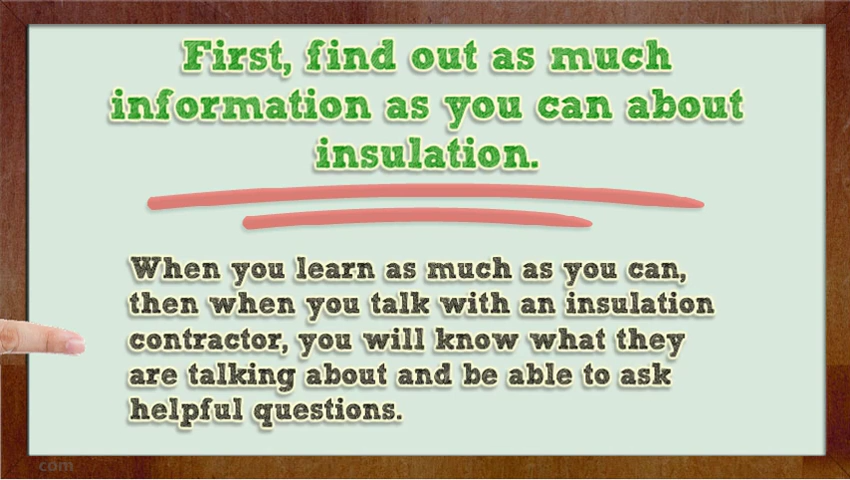 First, find out as much
information as you can about
insulation.
When you learn as much as you can,
then when you talk with an insulation
contractor, you will know what they
are talking about and be able to ask
helpful questions.
com